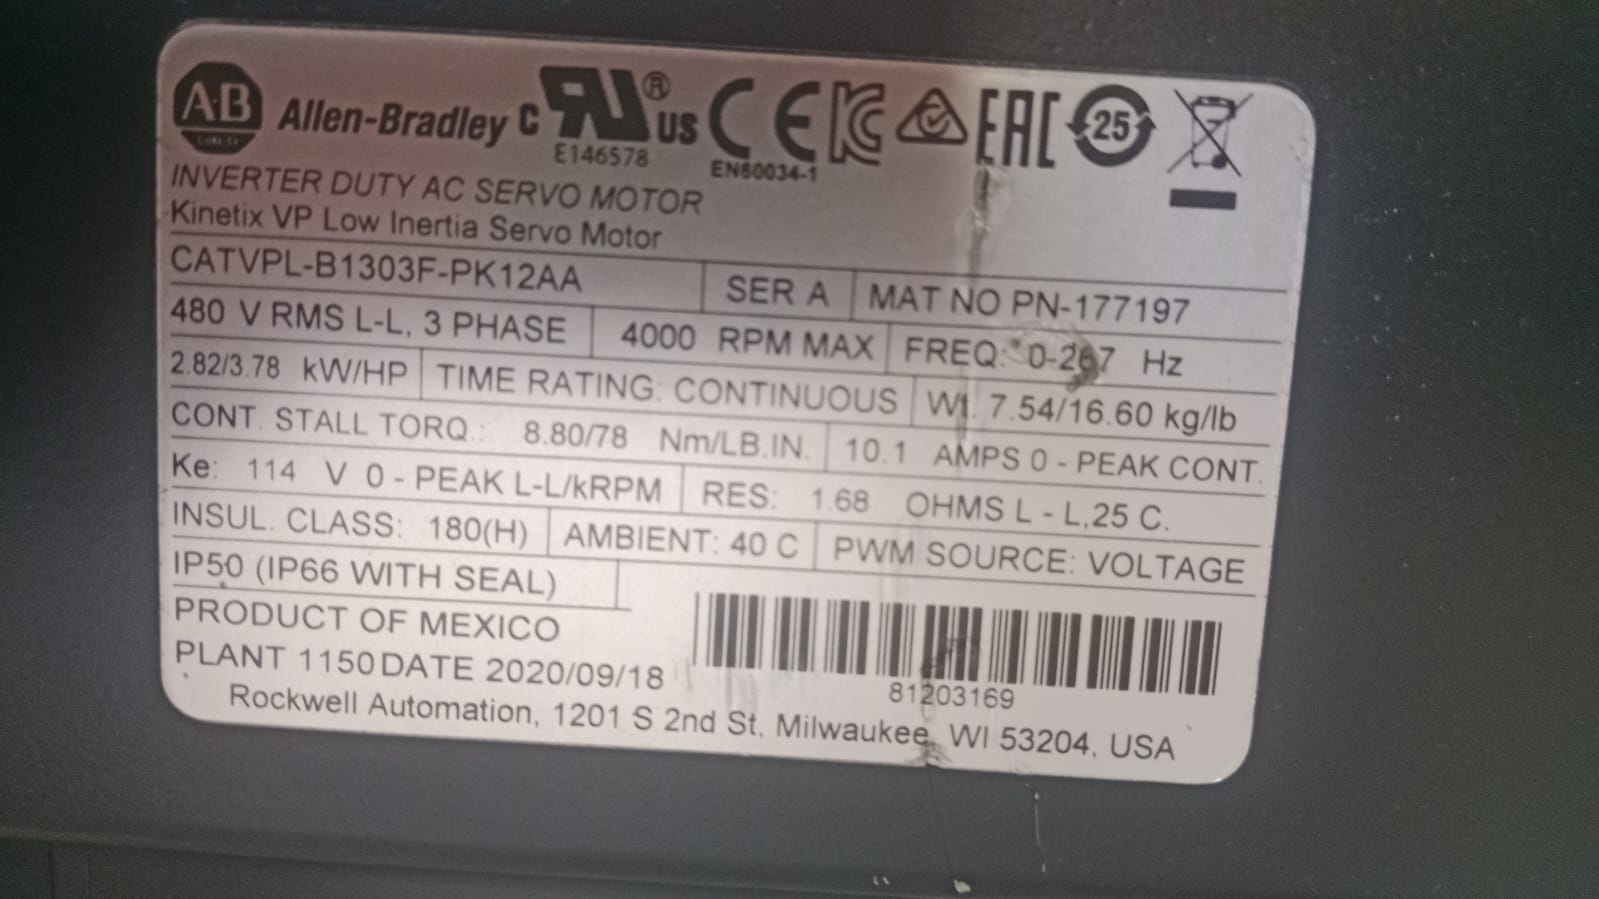 AB QUALITY Allen-Bradley C RU® US CE KC EAC 25
E146578 EN60034-1
INVERTER DUTY AC SERVO MOTOR
Kinetix VP Low Inertia Servo Motor
CATVPL-B1303F-PK12AA SER A MAT NO PN-177197
480 V RMS L-L, 3 PHASE 4000 RPM MAX FREQ: 0-267 Hz
2.82/3.78 kW/HP TIME RATING: CONTINUOUS Wt. 7.54/16.60 kg/lb
CONT. STALL TORQ.: 8.80/78 Nm/LB.IN. 10.1 AMPS 0 - PEAK CONT.
Ke: 114 V 0 - PEAK L-L/kRPM RES: 1.68 OHMS L - L,25 C.
INSUL. CLASS: 180(H) AMBIENT: 40 C PWM SOURCE: VOLTAGE
IP50 (IP66 WITH SEAL)
PRODUCT OF MEXICO
PLANT 1150 DATE 2020/09/18
81203169
Rockwell Automation, 1201 S 2nd St. Milwaukee, WI 53204, USA